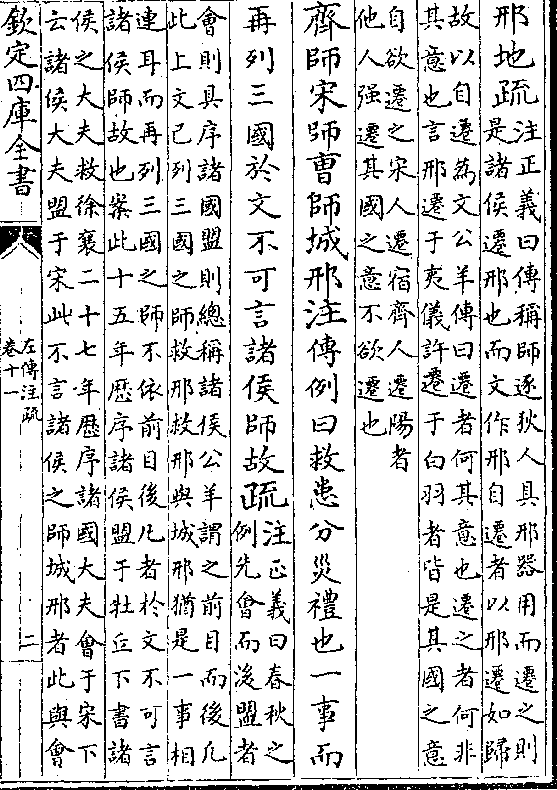 邢地疏注正義曰傳稱師逐狄人具邢器用而遷之則
是諸侯遷邢也而文作邢自遷者以邢遷如歸
故以自遷為文公羊傳曰遷者何其意也遷之者何非
其意也言邢遷于夷儀許遷于白羽者皆是其國之意
自欲遷之宋人遷宿齊人遷陽者
他人强遷其國之意不欲遷也
齊師宋師曹師城邢注傳例曰救患分災禮也一事而
再列三國於文不可言諸侯師故疏注正義曰春秋之
例先會而後盟者
會則具序諸國盟則總稱諸侯公羊謂之前目而後凡
此上文已列三國之師救邢救邢與城邢猶是一事相
連耳而再列三國之師不依前目後凡者於文不可言
諸侯師故也案此十五年歷序諸侯盟于牡丘下書諸
侯之大夫救徐襄二十七年歷序諸國大夫會于宋下
云諸侯大夫盟于宋此不言諸侯之師城邢者此與會
欽定四庫全書
左傳注疏
卷十一
二